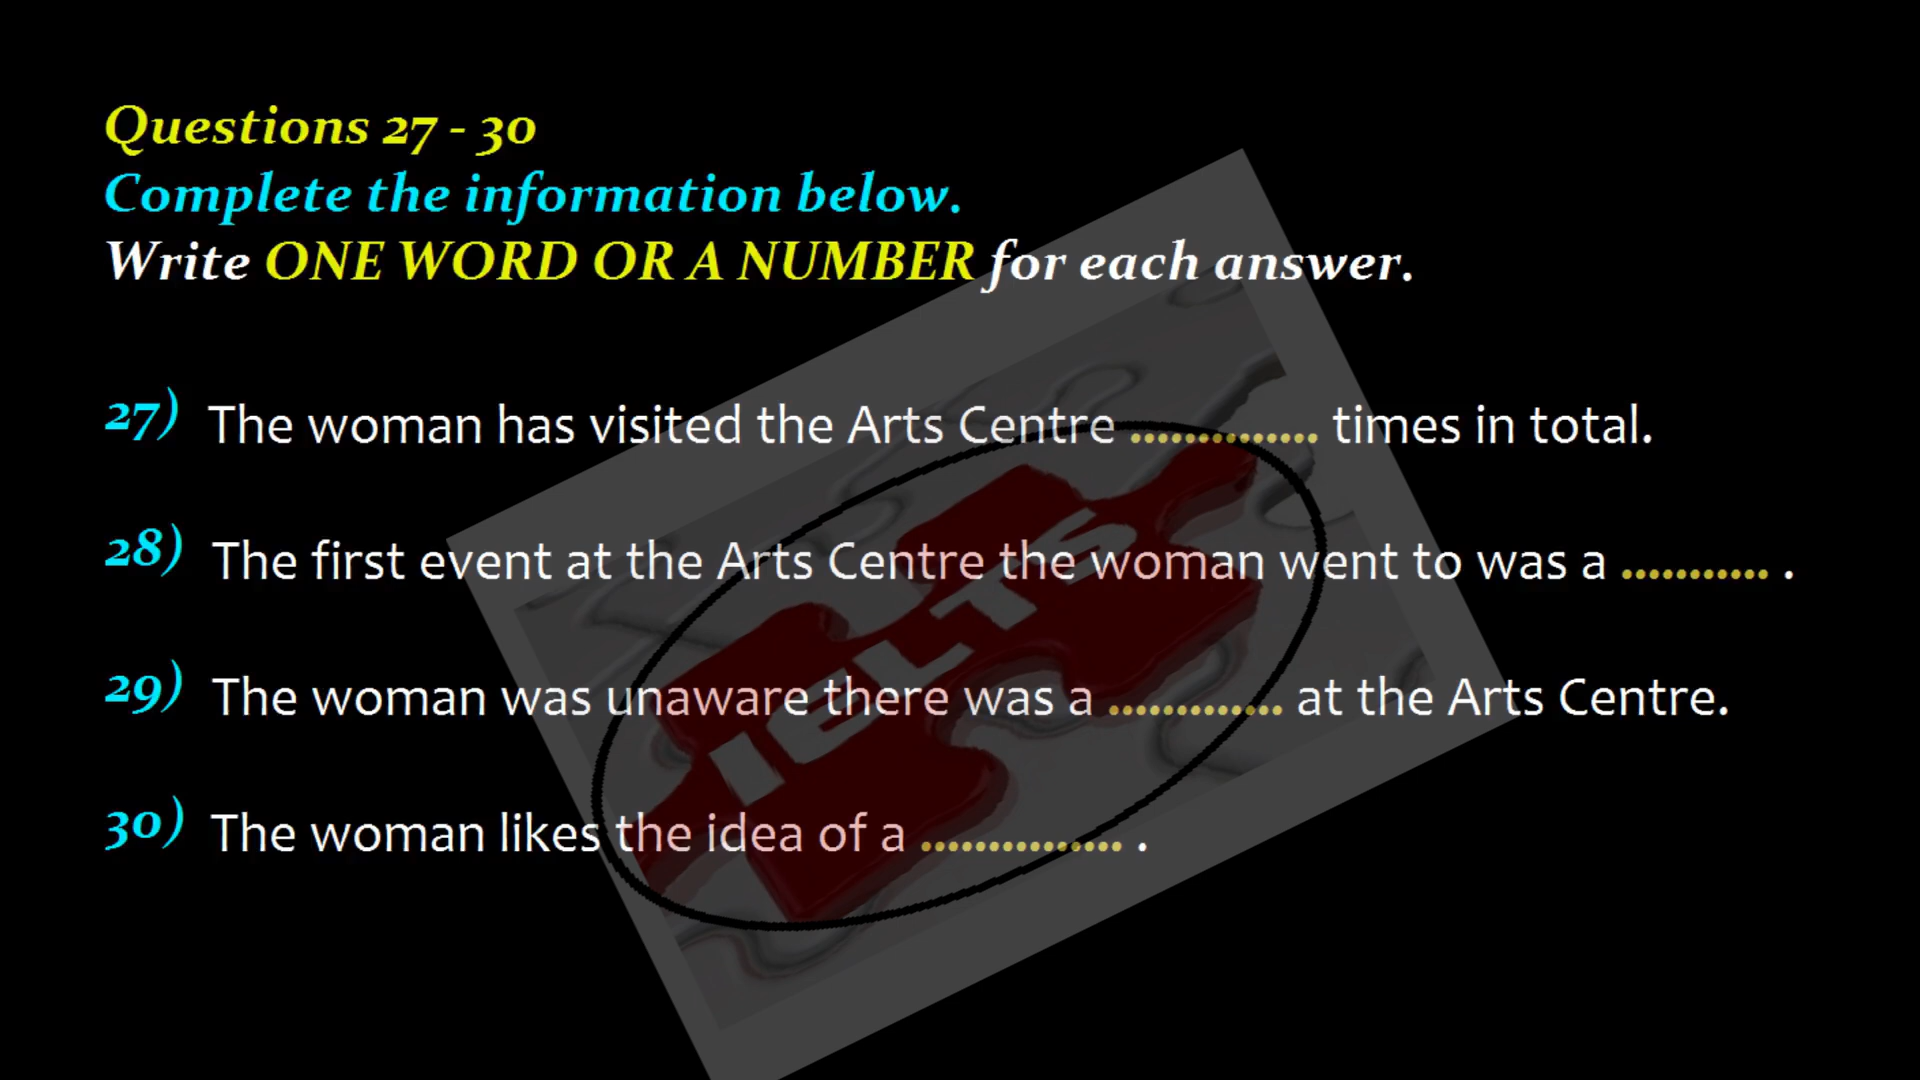 Questions 27 - 30
Complete the information below.
Write ONE WORD OR A NUMBER for each answer.
27) The woman has visited the Arts Centre .............. times in total.
28) The first event at the Arts Centre the woman went to was a ........... .
29) The woman was unaware there was a ............. at the Arts Centre.
30) The woman likes the idea of a ............... .
IELTS